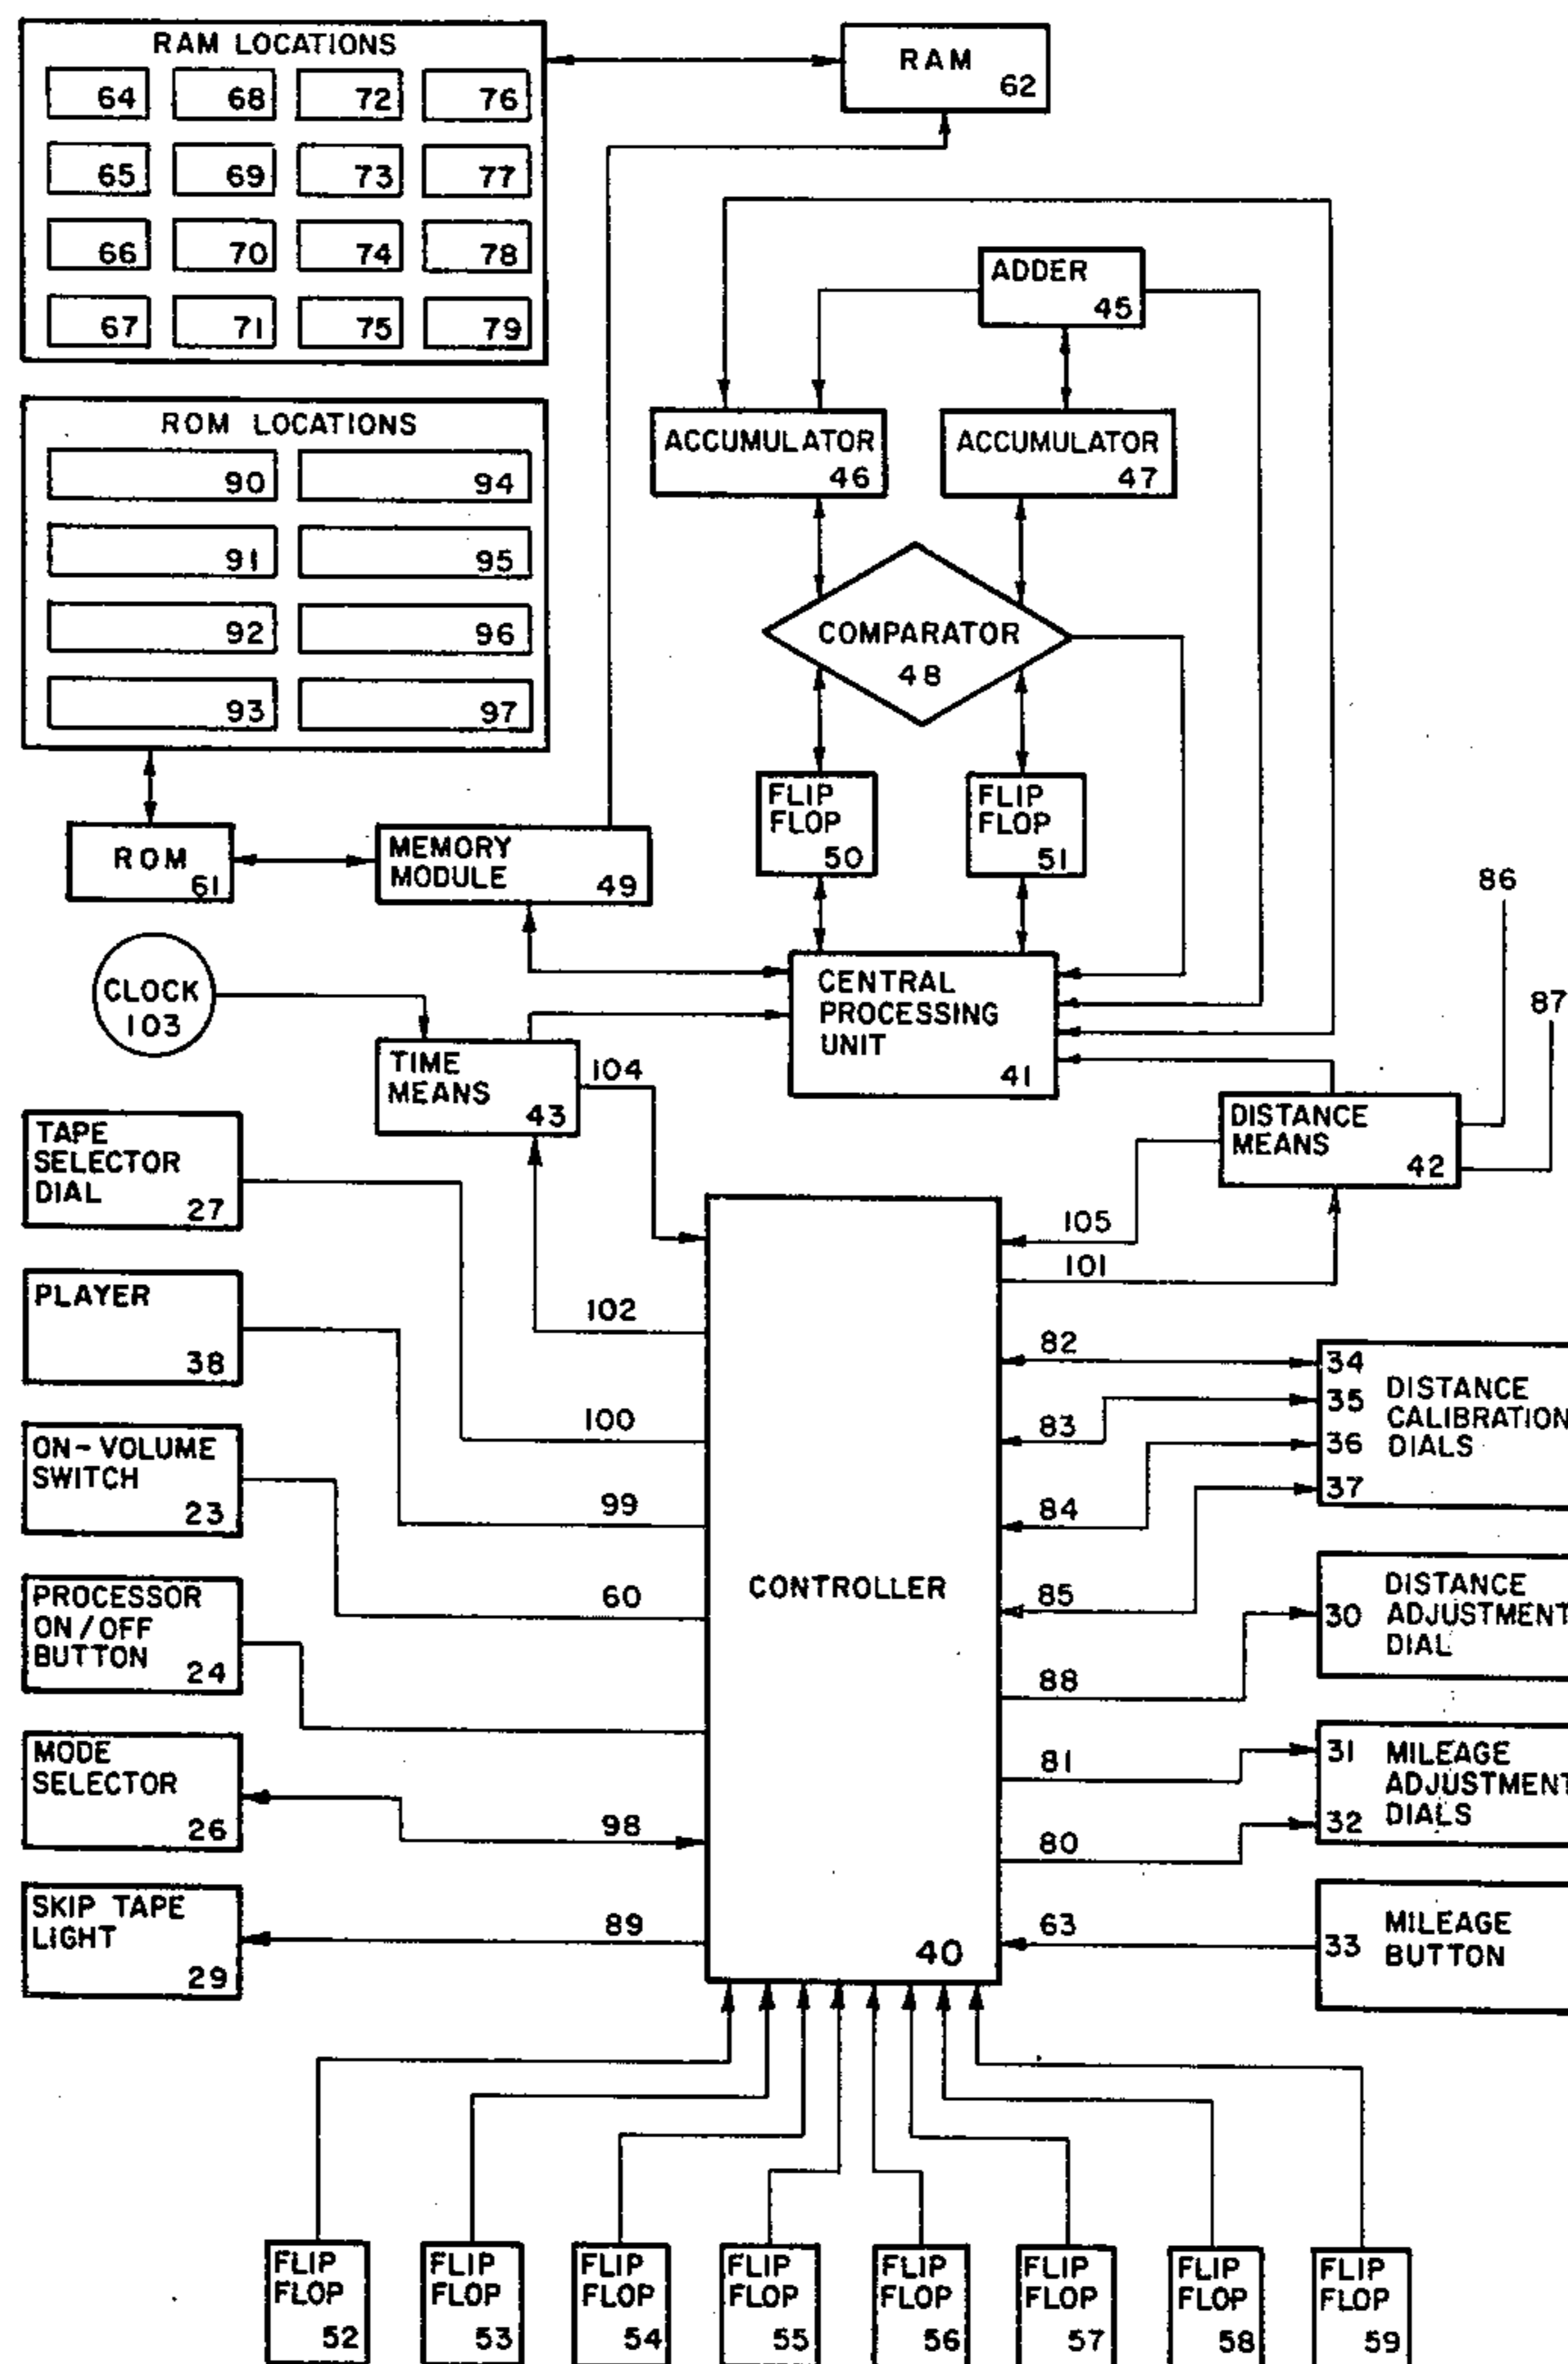 RAM LOCATIONS
64 68 72 76
65 69 73 77
66 70 74 78
67 71 75 79
RAM
62
ADDER
45
ROM LOCATIONS
90 94
91 95
92 96
93 97
ACCUMULATOR
46
ACCUMULATOR
47
COMPARATOR
48
FLIP
FLOP
50
FLIP
FLOP
51
ROM
61
MEMORY
MODULE
49
86
87
CLOCK
103
CENTRAL
PROCESSING
UNIT
41
TIME
MEANS
43
104
DISTANCE
MEANS
42
TAPE
SELECTOR
DIAL
27
105
101
PLAYER
38
102
82
34
35
36
37
DISTANCE
CALIBRATION
DIALS
100
83
ON-VOLUME
SWITCH
23
99
84
PROCESSOR
ON/OFF
BUTTON
24
60
CONTROLLER
85
30
DISTANCE
ADJUSTMENT
DIAL
88
MODE
SELECTOR
26
98
81
31
MILEAGE
ADJUSTMENT
DIALS
32
80
SKIP TAPE
LIGHT
29
89
40
63
33
MILEAGE
BUTTON
FLIP
FLOP
52
FLIP
FLOP
53
FLIP
FLOP
54
FLIP
FLOP
55
FLIP
FLOP
56
FLIP
FLOP
57
FLIP
FLOP
58
FLIP
FLOP
59